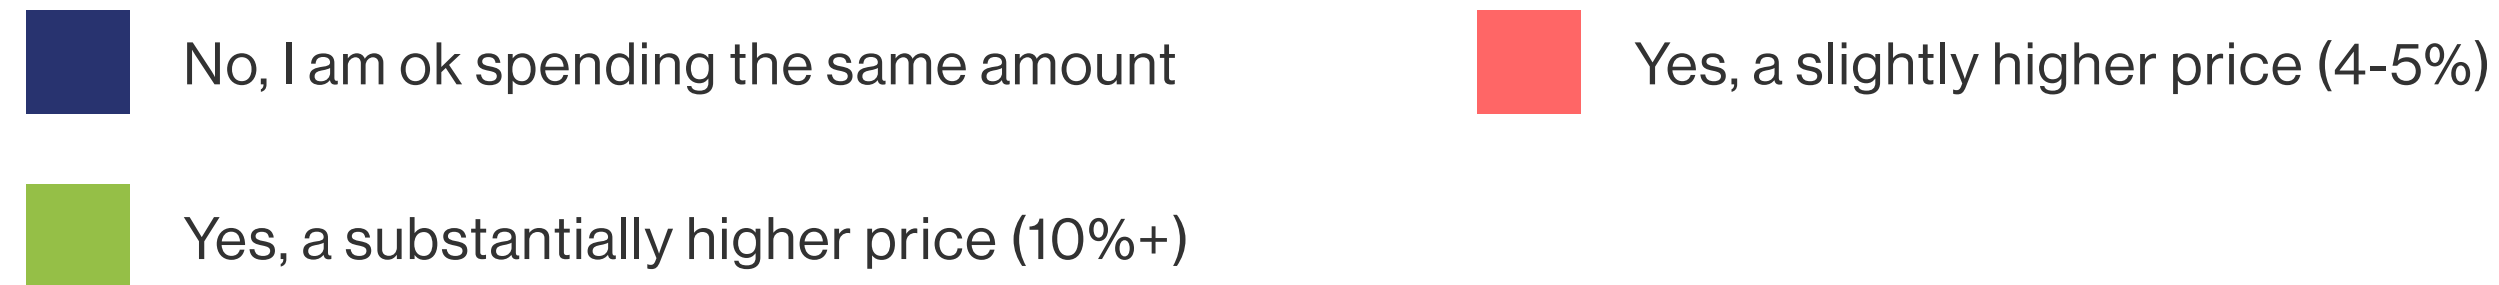 No, I am ok spending the same amount
Yes, a slightly higher price (4-5%)
Yes, a substantially higher price (10%+)